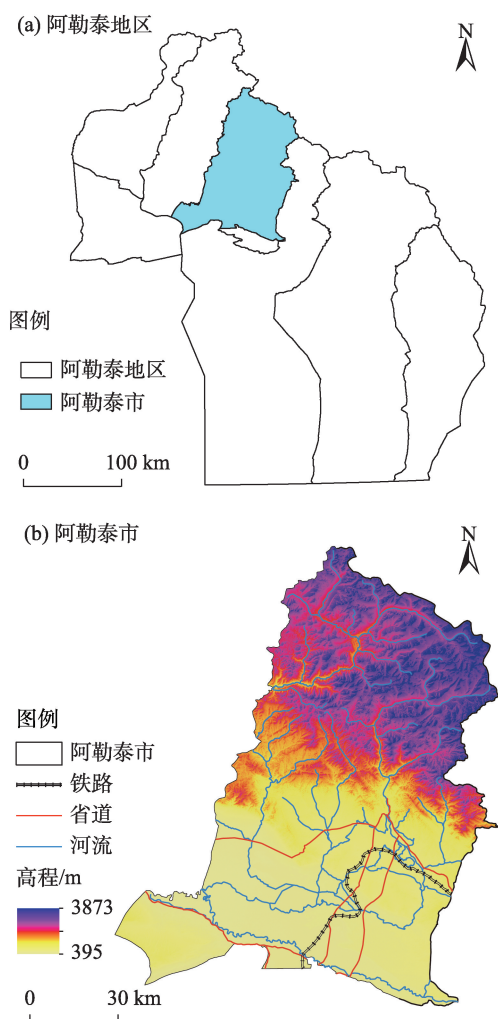 (a) 阿勒泰地区
N
图例
阿勒泰地区
阿勒泰市
0 100 km
(b) 阿勒泰市
N
图例
阿勒泰市
铁路
省道
河流
高程/m
3873
395
0 30 km